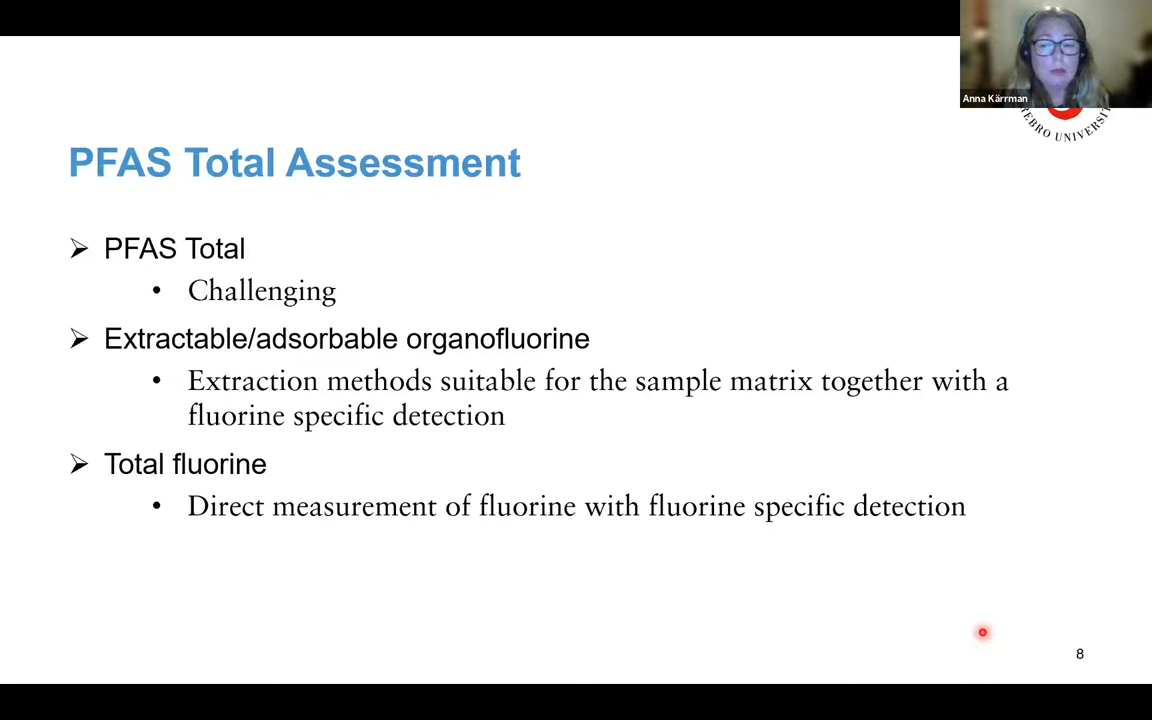 Anna Kärrman
REBRO UNIVERSIT
PFAS Total Assessment
➢ PFAS Total
• Challenging
➢ Extractable/adsorbable organofluorine
• Extraction methods suitable for the sample matrix together with a
fluorine specific detection
➢ Total fluorine
• Direct measurement of fluorine with fluorine specific detection
8